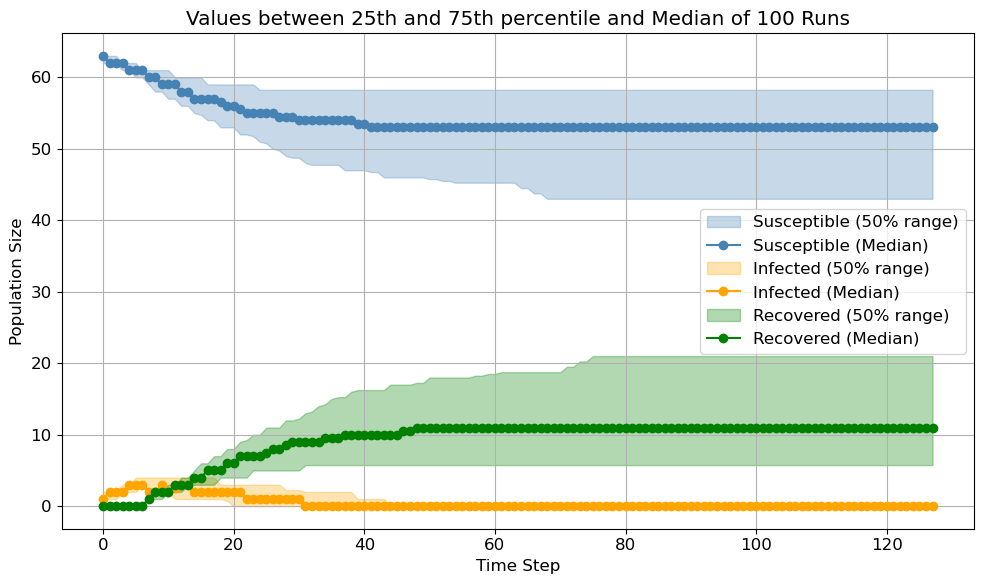 Values between 25th and 75th percentile and Median of 100 Runs
Population Size
60
50
40
30
20
10
0
Susceptible (50% range)
Susceptible (Median)
Infected (50% range)
Infected (Median)
Recovered (50% range)
Recovered (Median)
0
20
40
60
80
100
120
Time Step